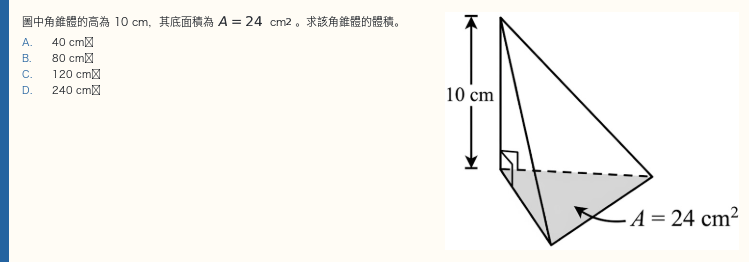 圖中角錐體的高為 10 cm，其底面積為 A = 24 cm2 。求該角錐體的體積。
A. 40 cm
B. 80 cm
C. 120 cm
D. 240 cm
10 cm
A = 24 cm²